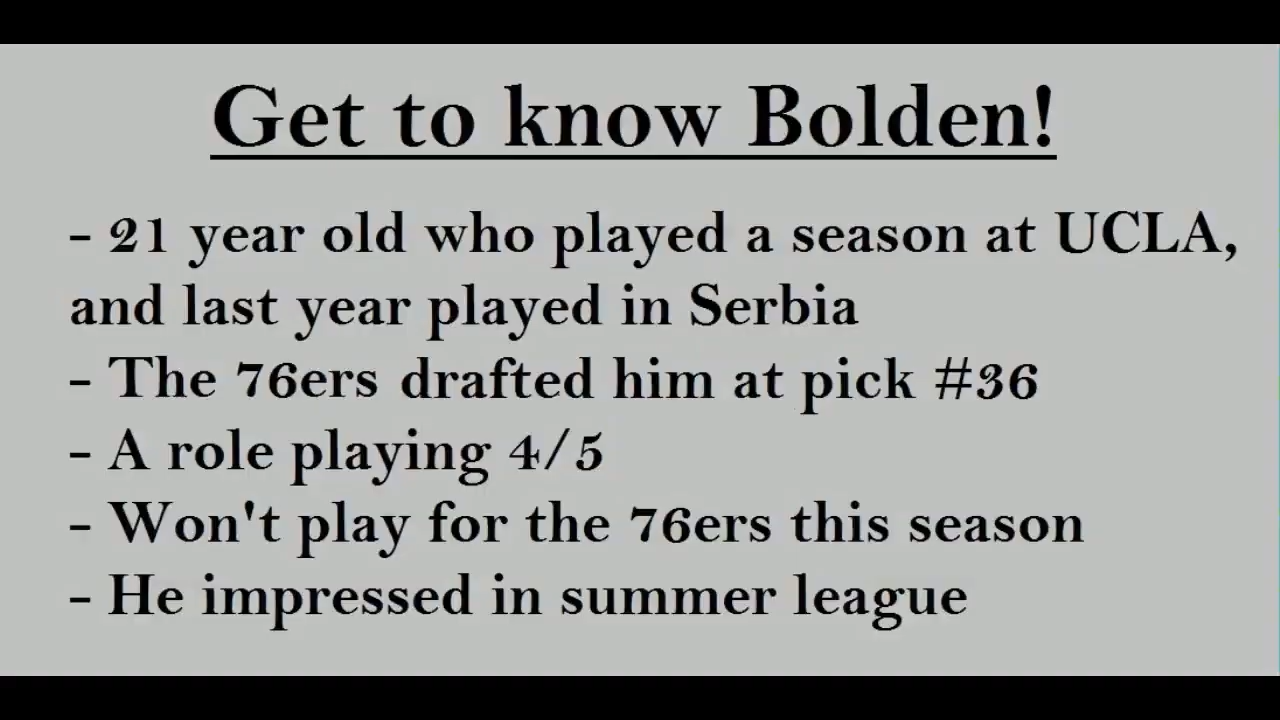 Get to know Bolden!
- 21 year old who played a season at UCLA,
and last year played in Serbia
- The 76ers drafted him at pick #36
- A role playing 4/5
- Won't play for the 76ers this season
- He impressed in summer league